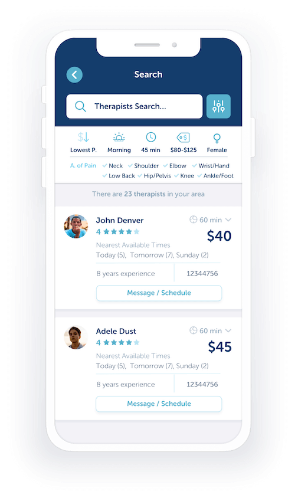 Search
Therapists Search...
Lowest P. Morning 45 min $80-$125 Female
A. of Pain ✓ Neck ✓ Shoulder ✓ Elbow ✓ Wrist/Hand
✓ Low Back ✓ Hip/Pelvis ✓ Knee ✓ Ankle/Foot
There are 23 therapists in your area
John Denver 60 min
4 ★★★★★ $40
Nearest Available Times
Today (5), Tomorrow (7), Sunday (2)
8 years experience 12344756
Message / Schedule
Adele Dust 60 min
4 ★★★★★ $45
Nearest Available Times
Today (5), Tomorrow (7), Sunday (2)
8 years experience 12344756
Message / Schedule